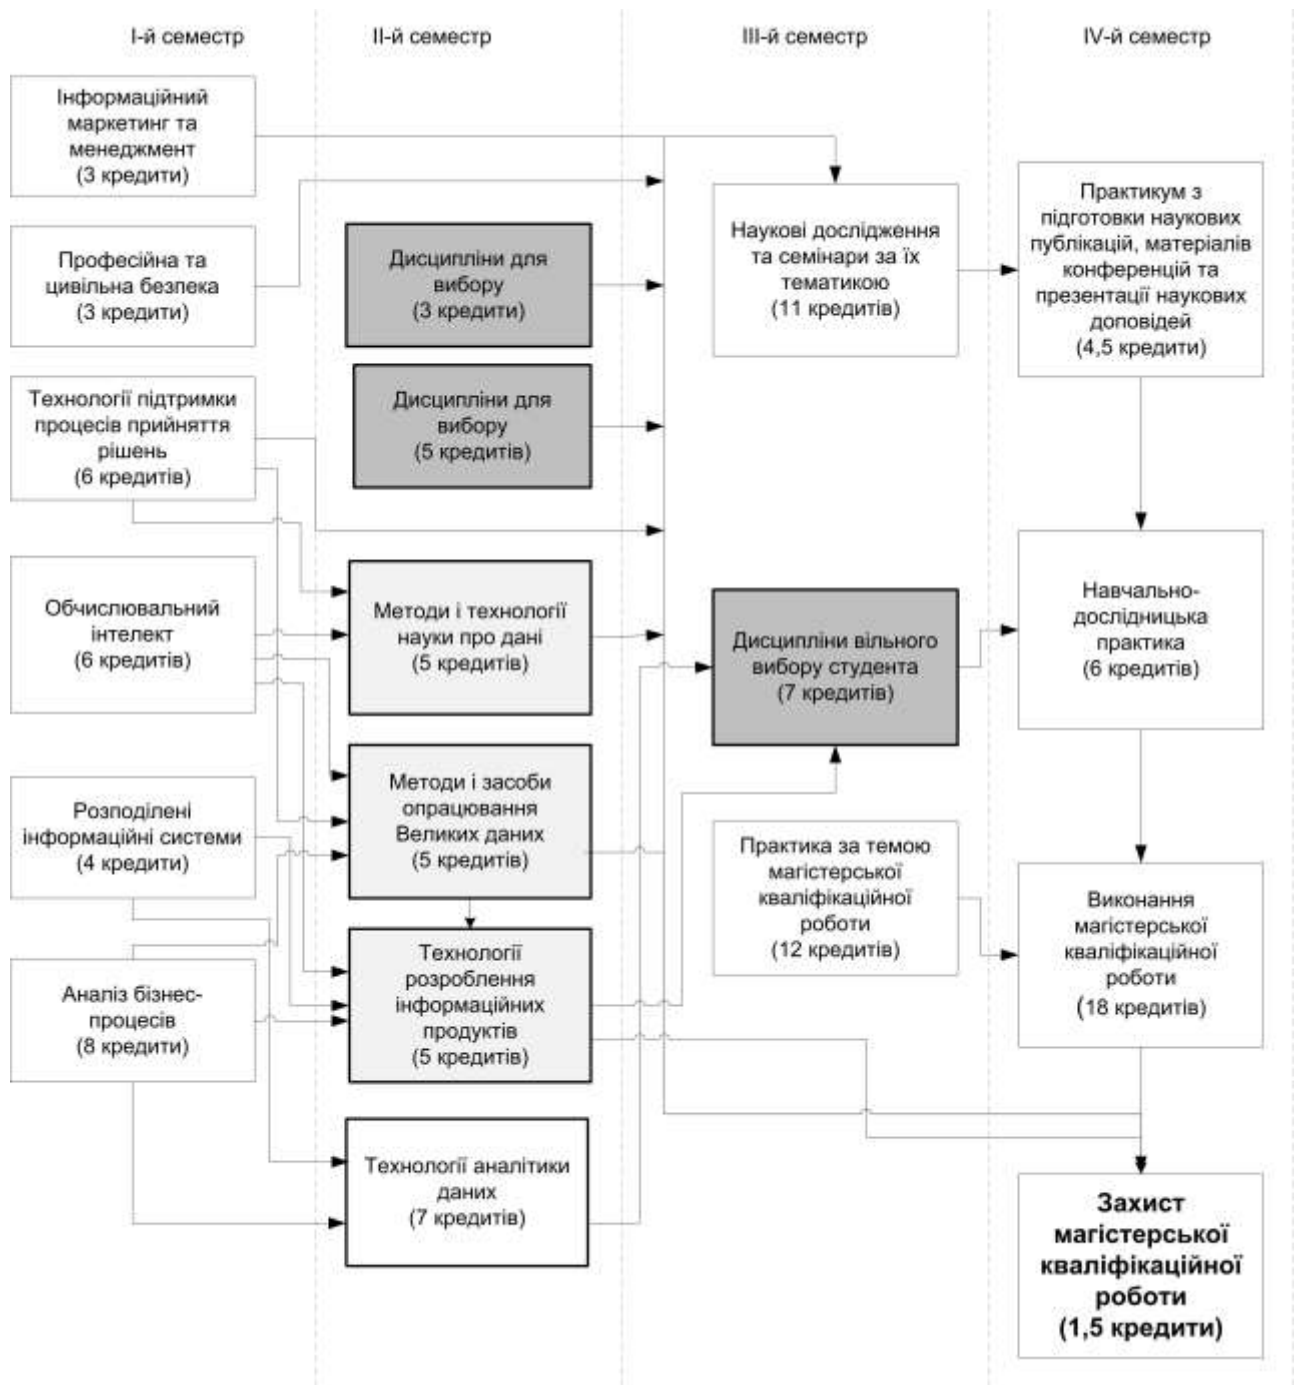 І-й семестр
ІІ-й семестр
ІІІ-й семестр
IV-й семестр
Інформаційний
маркетинг та
менеджмент
(3 кредити)
Професійна та
цивільна безпека
(3 кредити)
Технології підтримки
процесів прийняття
рішень
(6 кредитів)
Обчислювальний
інтелект
(6 кредитів)
Розподілені
інформаційні системи
(4 кредити)
Аналіз бізнес-
процесів
(8 кредити)
Дисципліни для
вибору
(3 кредити)
Дисципліни для
вибору
(5 кредитів)
Методи і технології
науки про дані
(5 кредитів)
Методи і засоби
опрацювання
Великих даних
(5 кредитів)
Технології
розроблення
інформаційних
продуктів
(5 кредитів)
Технології аналітики
даних
(7 кредитів)
Наукові дослідження
та семінари за їх
тематикою
(11 кредитів)
Дисципліни вільного
вибору студента
(7 кредитів)
Практика за темою
магістерської
кваліфікаційної
роботи
(12 кредитів)
Практикум з
підготовки наукових
публікацій, матеріалів
конференцій та
презентації наукових
доповідей
(4,5 кредити)
Навчально-
дослідницька
практика
(6 кредитів)
Виконання
магістерської
кваліфікаційної
роботи
(18 кредитів)
Захист
магістерської
кваліфікаційної
роботи
(1,5 кредити)